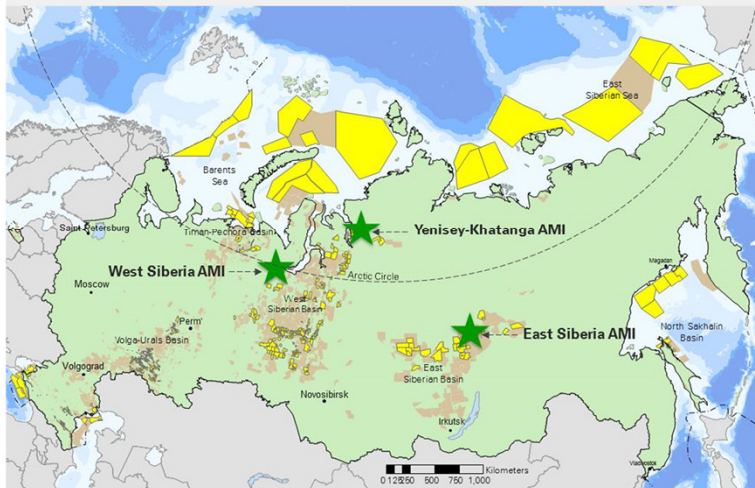 East
Siberian Sea
Barents
Sea
Saint-Petersburg
Timan-Pechora Basin
Yenisey-Khatanga AMI
West Siberia AMI
Arctic Circle
Moscow
West
Siberian Basin
Magadan
Perm'
Volga-Urals Basin
East Siberia AMI
North Sakhalin
Basin
Volgograd
East
Siberian Basin
Novosibirsk
Irkutsk
Vladivostok
Kilometers
0 125 250 500 750 1,000